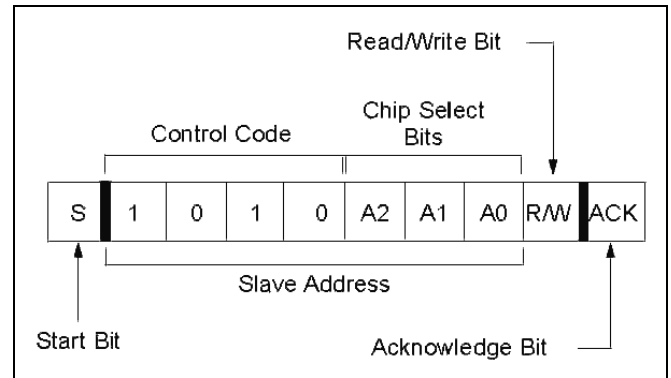 Read/Write Bit
Control Code
Chip Select
Bits
S 1 0 1 0 A2 A1 A0 R/W ACK
Slave Address
Start Bit
Acknowledge Bit